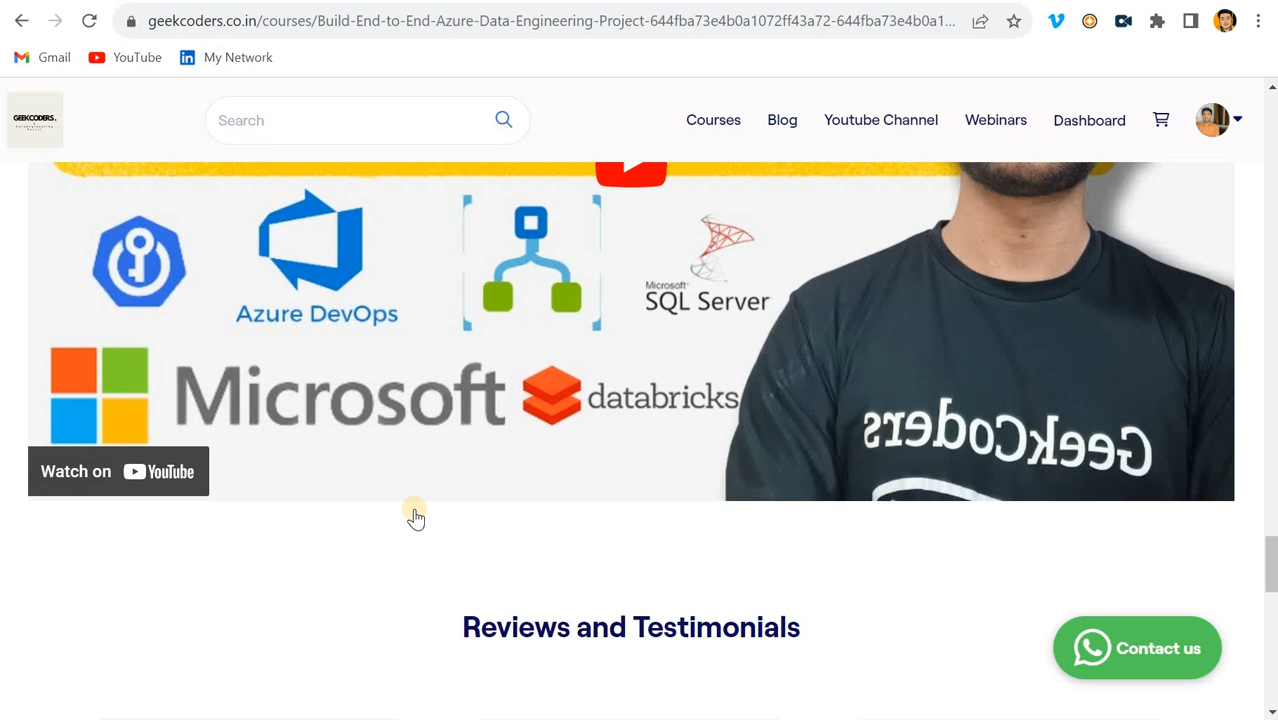 geekcoders.co.in/courses/Build-End-to-End-Azure-Data-Engineering-Project-644fba73e4b0a1072ff43a72-644fba73e4b0a1...
Gmail YouTube My Network
GEEKCODERS.
Search
Courses Blog Youtube Channel Webinars Dashboard
Azure DevOps
Microsoft
SQL Server
Microsoft
databricks
GeekCoders
Watch on YouTube
Reviews and Testimonials
Contact us